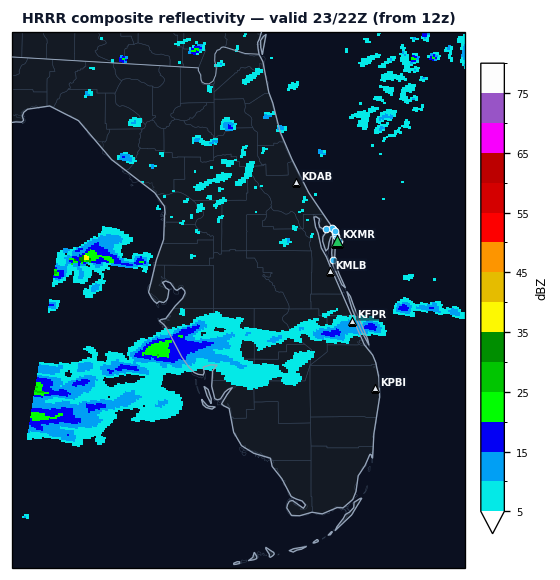 HRRR composite reflectivity — valid 23/22Z (from 12z)
KDAB
KXMR
KMLB
KFPR
KPBI
75
65
55
45
35
25
15
5
dBZ